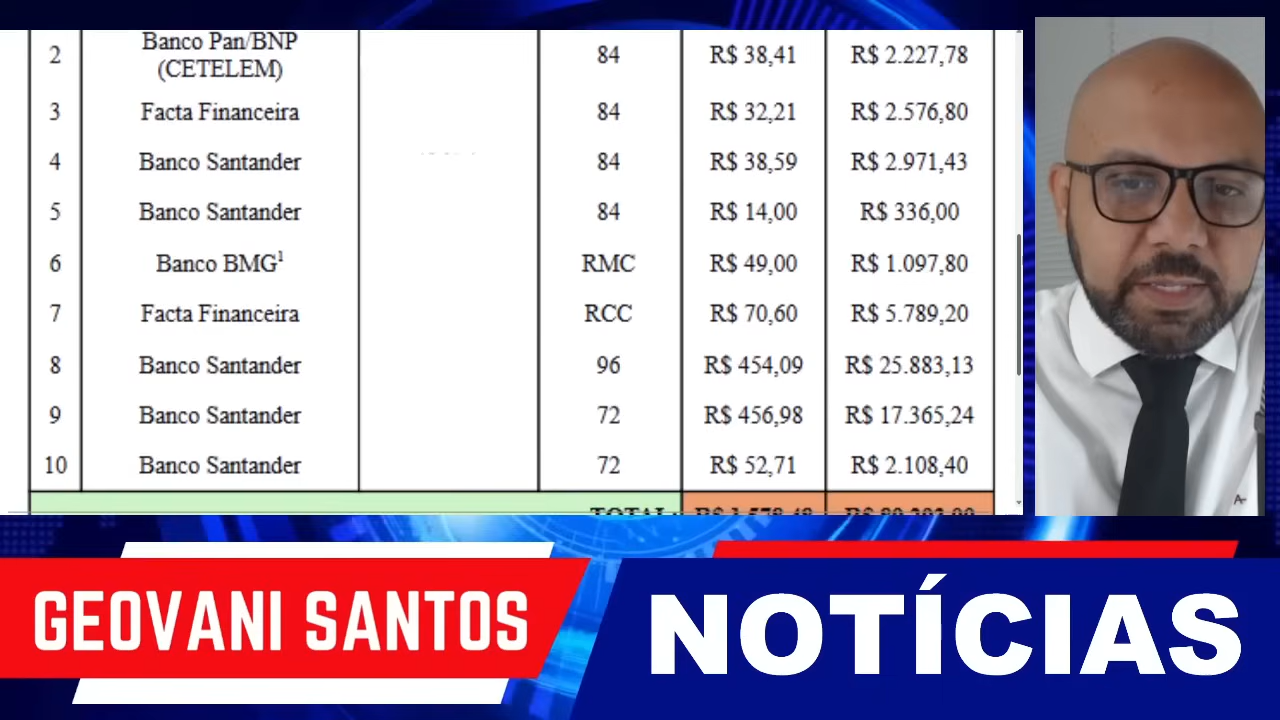 2 Banco Pan/BNP (CETELEM) 84 R$ 38,41 R$ 2.227,78
3 Facta Financeira 84 R$ 32,21 R$ 2.576,80
4 Banco Santander 84 R$ 38,59 R$ 2.971,43
5 Banco Santander 84 R$ 14,00 R$ 336,00
6 Banco BMG¹ RMC R$ 49,00 R$ 1.097,80
7 Facta Financeira RCC R$ 70,60 R$ 5.789,20
8 Banco Santander 96 R$ 454,09 R$ 25.883,13
9 Banco Santander 72 R$ 456,98 R$ 17.365,24
10 Banco Santander 72 R$ 52,71 R$ 2.108,40
TOTAL:
GEOVANI SANTOS
NOTÍCIAS